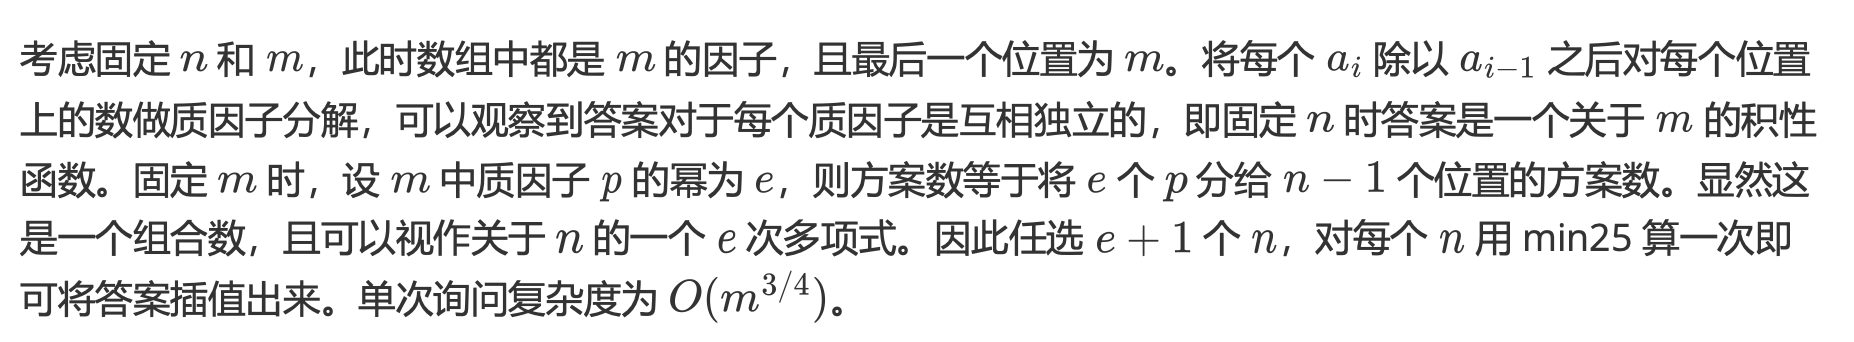 考虑固定 n 和 m，此时数组中都是 m 的因子，且最后一个位置为 m。将每个 a_i 除以 a_{i-1} 之后对每个位置
上的数做质因子分解，可以观察到答案对于每个质因子是互相独立的，即固定 n 时答案是一个关于 m 的积性
函数。固定 m 时，设 m 中质因子 p 的幂为 e，则方案数等于将 e 个 p 分给 n − 1 个位置的方案数。显然这
是一个组合数，且可以视作关于 n 的一个 e 次多项式。因此任选 e + 1 个 n，对每个 n 用 min25 算一次即
可将答案插值出来。单次询问复杂度为 O(m^{3/4})。